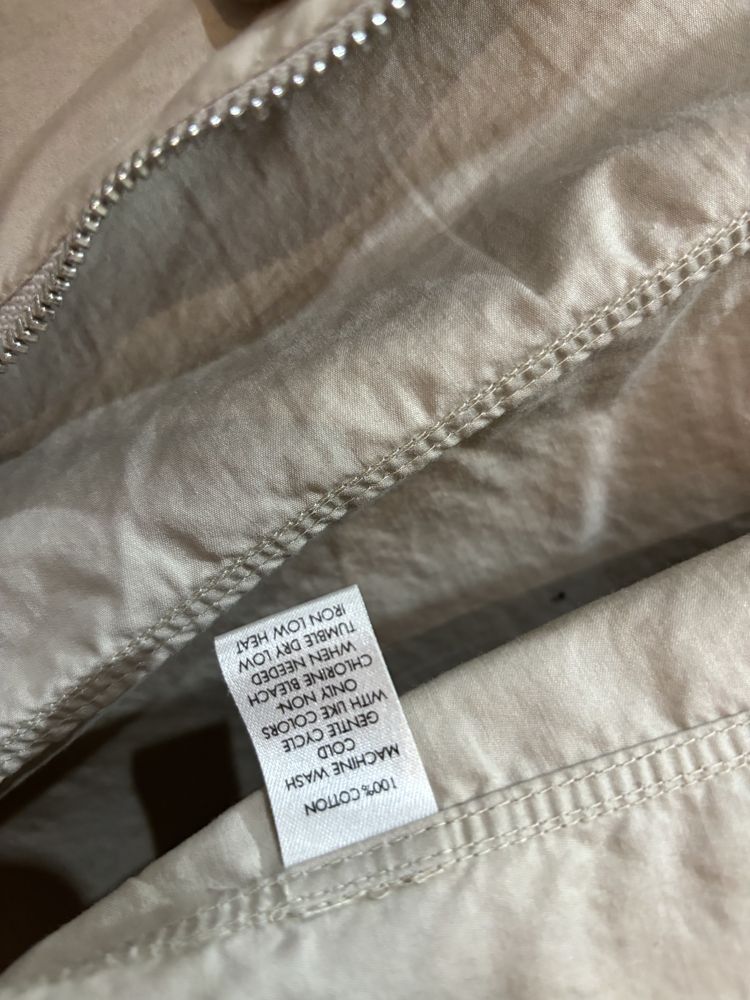 100% COTTON
MACHINE WASH
COLD
GENTLE CYCLE
WITH LIKE COLORS
ONLY NON-
CHLORINE BLEACH
WHEN NEEDED
TUMBLE DRY LOW
IRON LOW HEAT